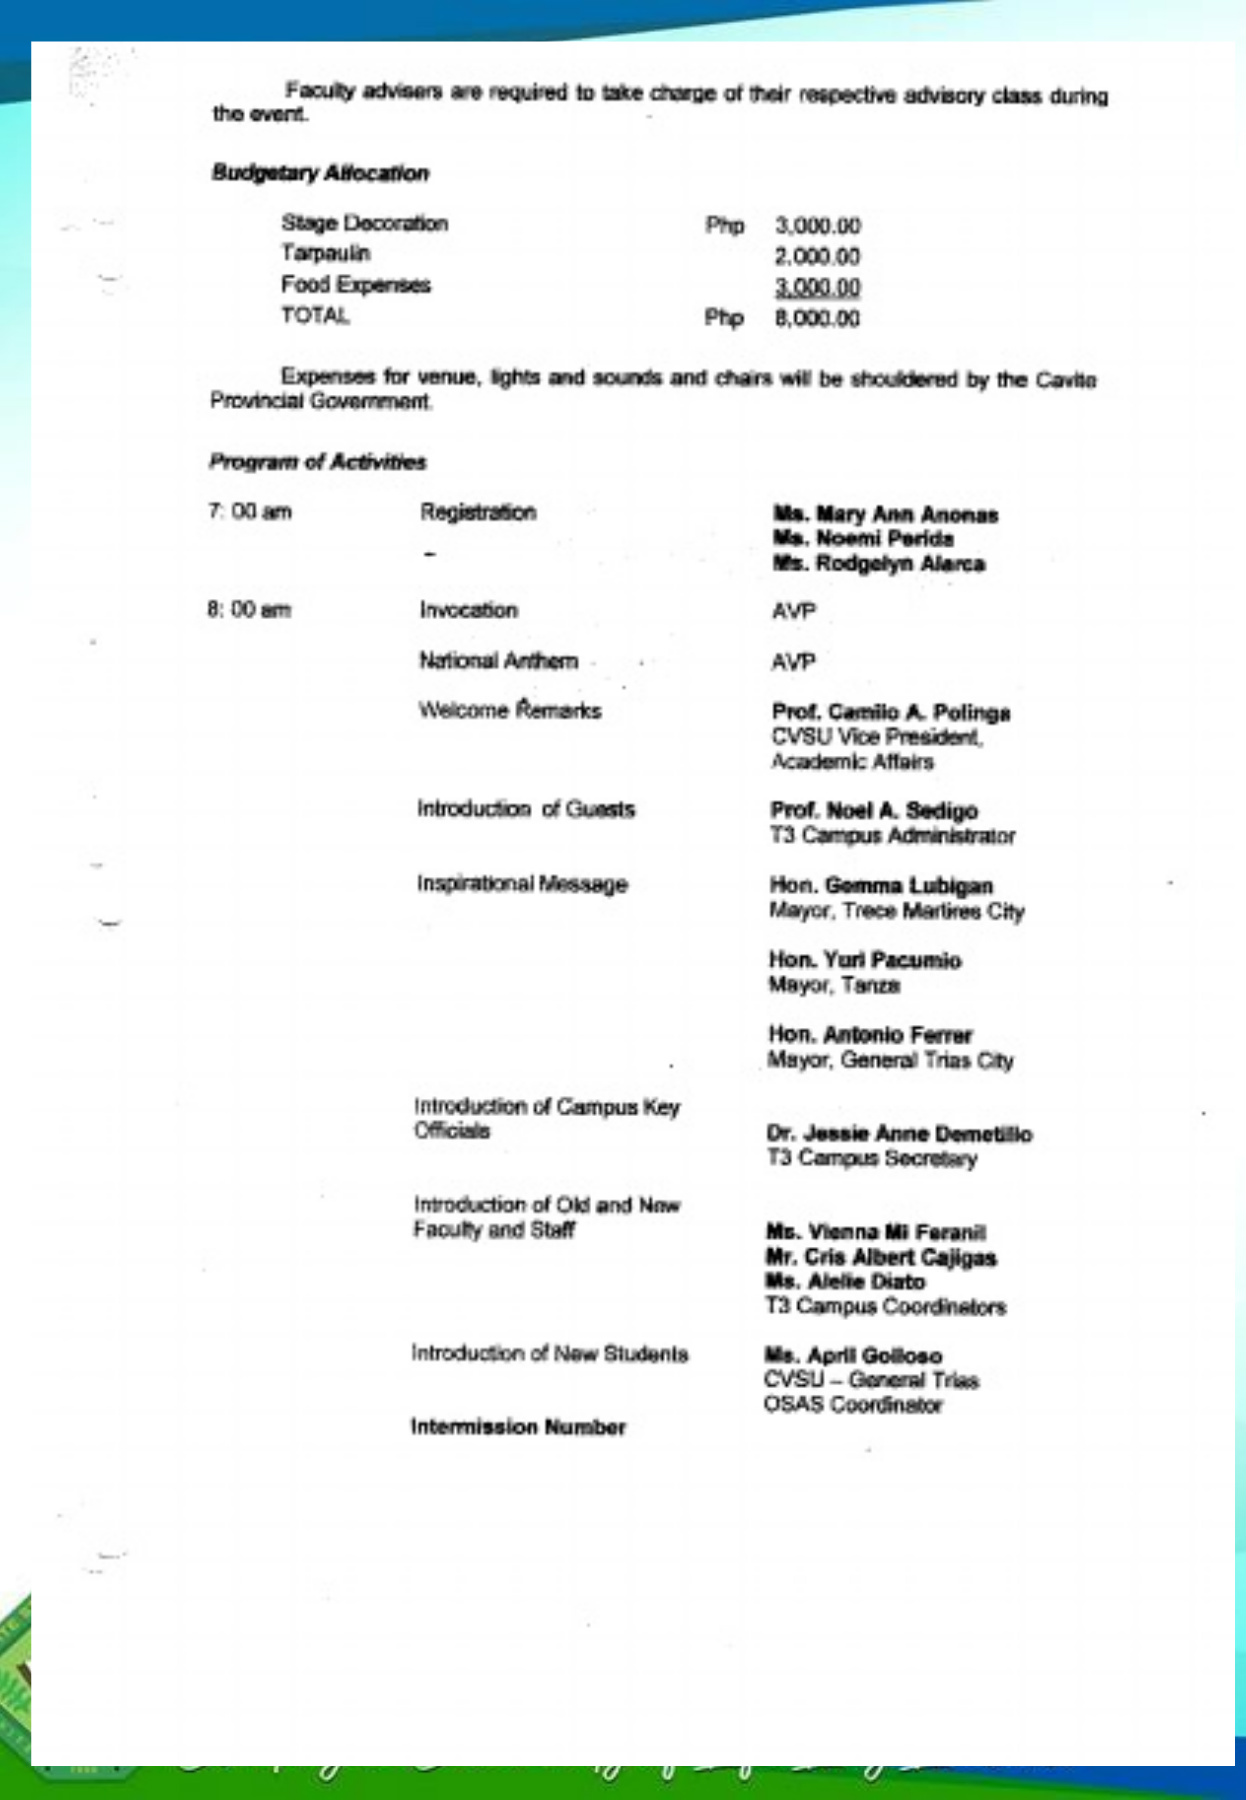 Faculty advisers are required to take charge of their respective advisory class during
the event.
Budgetary Allocation
Stage Decoration Php 3,000.00
Tarpaulin 2,000.00
Food Expenses 3,000.00
TOTAL Php 8,000.00
Expenses for venue, lights and sounds and chairs will be shouldered by the Cavite
Provincial Government.
Program of Activities
7: 00 am Registration Ms. Mary Ann Anonas
Ms. Noemi Perida
Ms. Rodgelyn Alarca
8: 00 am Invocation AVP
National Anthem AVP
Welcome Remarks Prof. Camilo A. Polinga
CVSU Vice President,
Academic Affairs
Introduction of Guests Prof. Noel A. Sedigo
T3 Campus Administrator
Inspirational Message Hon. Gemma Lubigan
Mayor, Trece Martires City
Hon. Yuri Pacumio
Mayor, Tanza
Hon. Antonio Ferrer
Mayor, General Trias City
Introduction of Campus Key
Officials
Dr. Jessie Anne Demetillo
T3 Campus Secretary
Introduction of Old and New
Faculty and Staff
Ms. Vienna Mi Feranil
Mr. Cris Albert Cajigas
Ms. Alelie Diato
T3 Campus Coordinators
Introduction of New Students Ms. April Golloso
CVSU – General Trias
OSAS Coordinator
Intermission Number